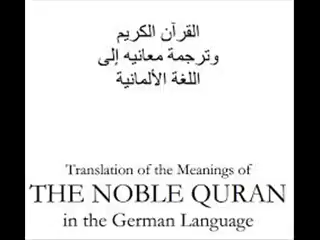 القرآن الكريم
وترجمة معانيه إلى
اللغة الألمانية
Translation of the Meanings of
THE NOBLE QURAN
in the German Language